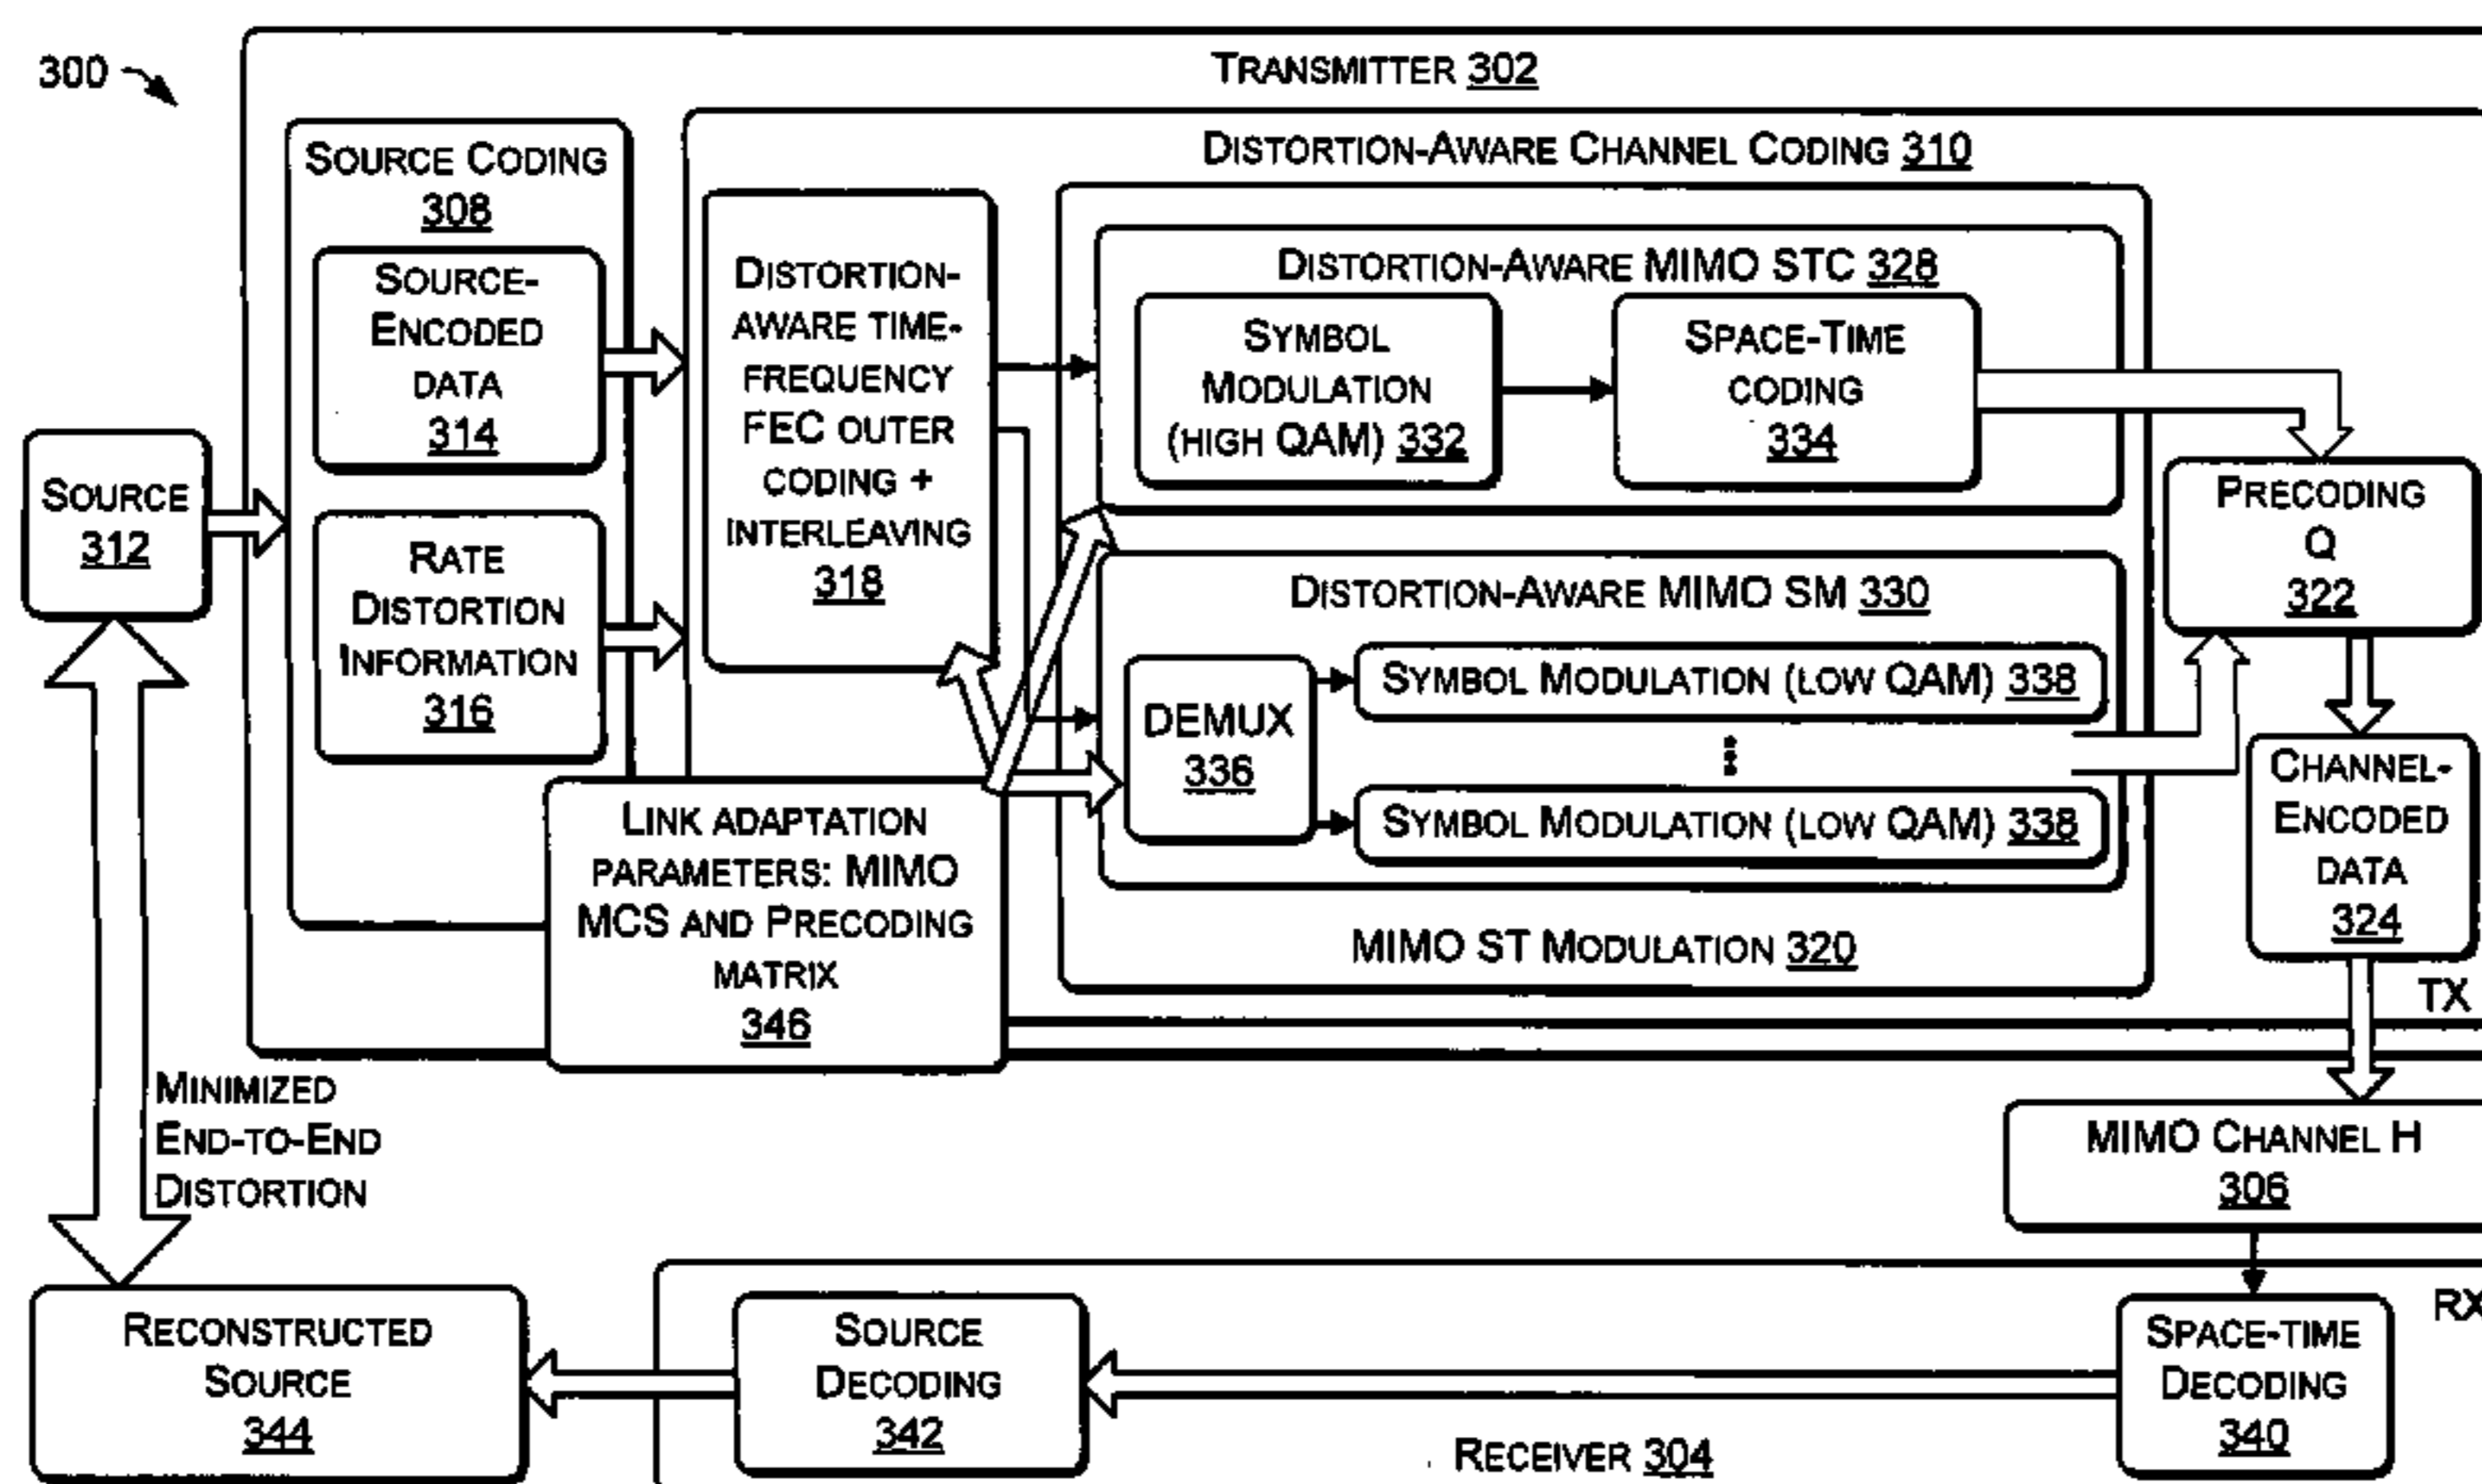 300
TRANSMITTER 302
DISTORTION-AWARE CHANNEL CODING 310
SOURCE CODING
308
SOURCE-
ENCODED
DATA
314
RATE
DISTORTION
INFORMATION
316
SOURCE
312
DISTORTION-
AWARE TIME-
FREQUENCY
FEC OUTER
CODING +
INTERLEAVING
318
DISTORTION-AWARE MIMO STC 328
SYMBOL
MODULATION
(HIGH QAM) 332
SPACE-TIME
CODING
334
DISTORTION-AWARE MIMO SM 330
DEMUX
336
SYMBOL MODULATION (LOW QAM) 338
SYMBOL MODULATION (LOW QAM) 338
MIMO ST MODULATION 320
PRECODING
Q
322
CHANNEL-
ENCODED
DATA
324
TX
LINK ADAPTATION
PARAMETERS: MIMO
MCS AND PRECODING
MATRIX
346
MINIMIZED
END-TO-END
DISTORTION
MIMO CHANNEL H
306
RX
SPACE-TIME
DECODING
340
RECEIVER 304
SOURCE
DECODING
342
RECONSTRUCTED
SOURCE
344